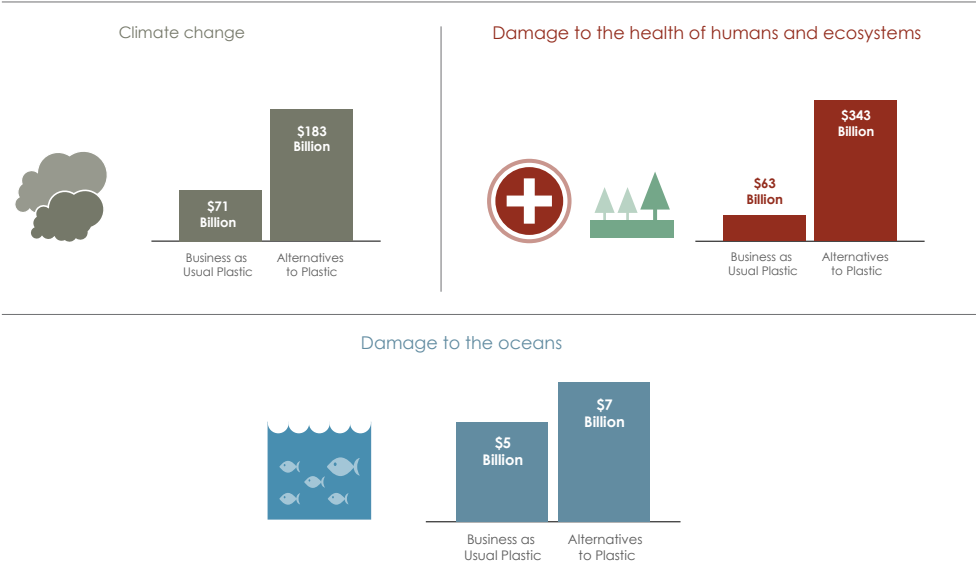 Climate change
$183
Billion
$71
Billion
Business as
Usual Plastic
Alternatives
to Plastic
Damage to the health of humans and ecosystems
$343
Billion
$63
Billion
Business as
Usual Plastic
Alternatives
to Plastic
Damage to the oceans
$7
Billion
$5
Billion
Business as
Usual Plastic
Alternatives
to Plastic